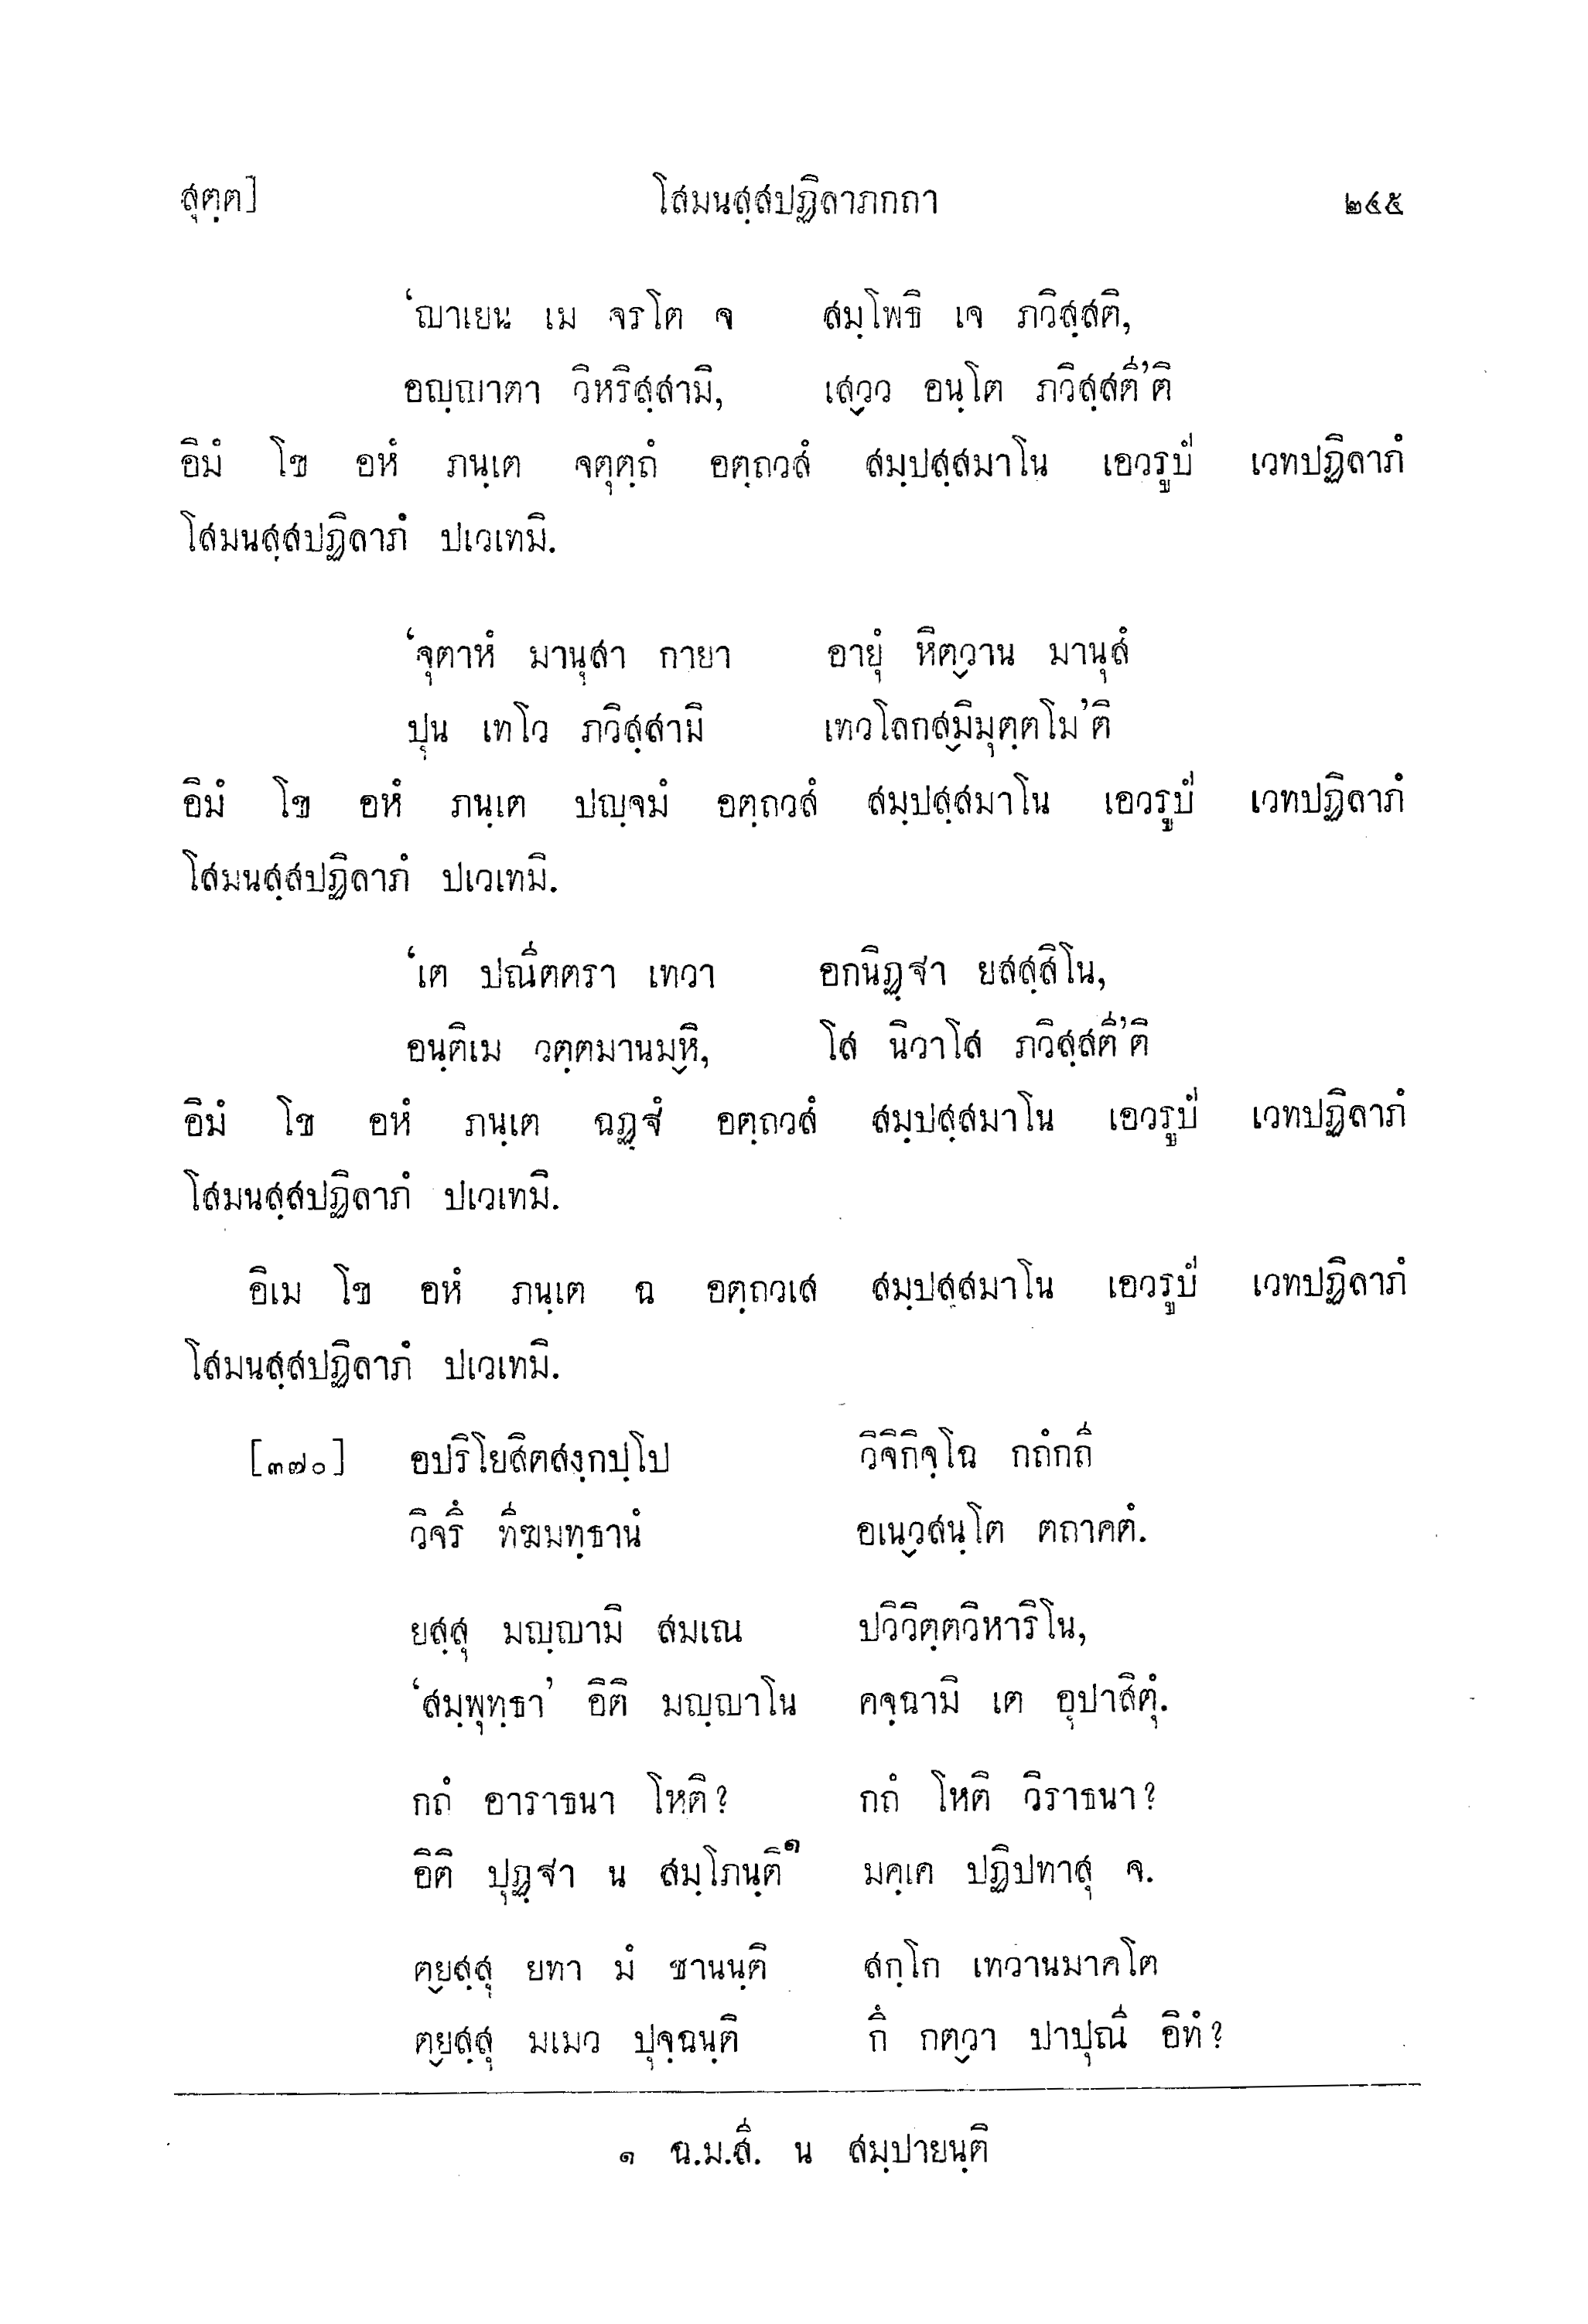 สุตฺต] โสมนสฺสปฏิลาภกถา ๒๔๕
‘ญาเยน เม จรโต จ สมฺโพธิ เจ ภวิสฺสติ,
อญฺญาตา วิหริสฺสามิ, เสฺวว อนฺโต ภวิสฺสตี’ติ
อิมํ โข อหํ ภนฺเต จตุตฺถํ อตฺถวสํ สมฺปสฺสมาโน เอวรูปํ เวทปฏิลาภํ
โสมนสฺสปฏิลาภํ ปเวเทมิ.
‘จุตาหํ มานุสา กายา อายุํ หิตฺวาน มานุสํ
ปุน เทโว ภวิสฺสามิ เทวโลกสฺมิมุตฺตโม’ติ
อิมํ โข อหํ ภนฺเต ปญฺจมํ อตฺถวสํ สมฺปสฺสมาโน เอวรูปํ เวทปฏิลาภํ
โสมนสฺสปฏิลาภํ ปเวเทมิ.
‘เต ปณีตตรา เทวา อกนิฏฺฐา ยสสฺสิโน,
อนฺติเม วตฺตมานมฺหิ, โส นิวาโส ภวิสฺสตี’ติ
อิมํ โข อหํ ภนฺเต ฉฏฺฐํ อตฺถวสํ สมฺปสฺสมาโน เอวรูปํ เวทปฏิลาภํ
โสมนสฺสปฏิลาภํ ปเวเทมิ.
อิเม โข อหํ ภนฺเต ฉ อตฺถวเส สมฺปสฺสมาโน เอวรูปํ เวทปฏิลาภํ
โสมนสฺสปฏิลาภํ ปเวเทมิ.
[๓๗๐] อปริโยสิตสงฺกปฺโป วิจิกิจฺโฉ กถํกถี
วิจรึ ทีฆมทฺธานํ อเนฺวสนฺโต ตถาคตํ.
ยสฺสุ มญฺญามิ สมเณ ปวิวิตฺตวิหาริโน,
‘สมฺพุทฺธา’ อิติ มญฺญาโน คจฺฉามิ เต อุปาสิตุํ.
กถํ อาราธนา โหติ? กถํ โหติ วิราธนา?
อิติ ปุฏฺฐา น สมฺโภนฺติ๑ มคฺเค ปฏิปทาสุ จ.
ตฺยสฺสุ ยทา มํ ชานนฺติ สกฺโก เทวานมาคโต
ตฺยสฺสุ มเมว ปุจฺฉนฺติ กึ กตฺวา ปาปุณี อิทํ?
๑ ฉ.ม.สี. น สมฺปายนฺติ